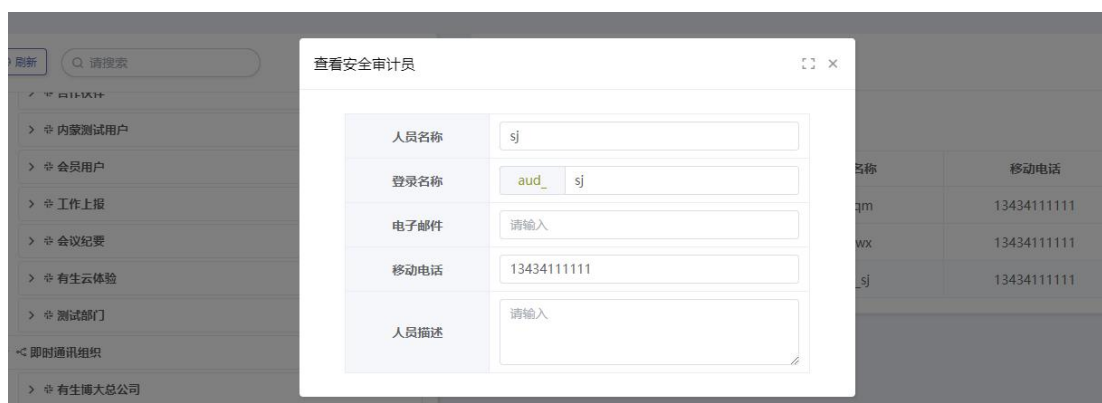 刷新
请搜索
合作伙伴
内蒙测试用户
会员用户
工作上报
会议纪要
有生云体验
测试部门
即时通讯组织
有生博大总公司
查看安全审计员
人员名称 sj
登录名称 aud_ sj
电子邮件 请输入
移动电话 13434111111
人员描述 请输入
名称 移动电话
qm 13434111111
wx 13434111111
_sj 13434111111